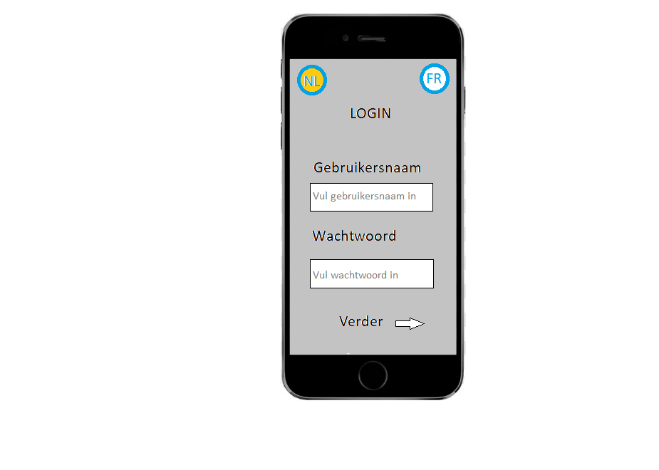 NL
FR
LOGIN
Gebruikersnaam
Vul gebruikersnaam in
Wachtwoord
Vul wachtwoord in
Verder